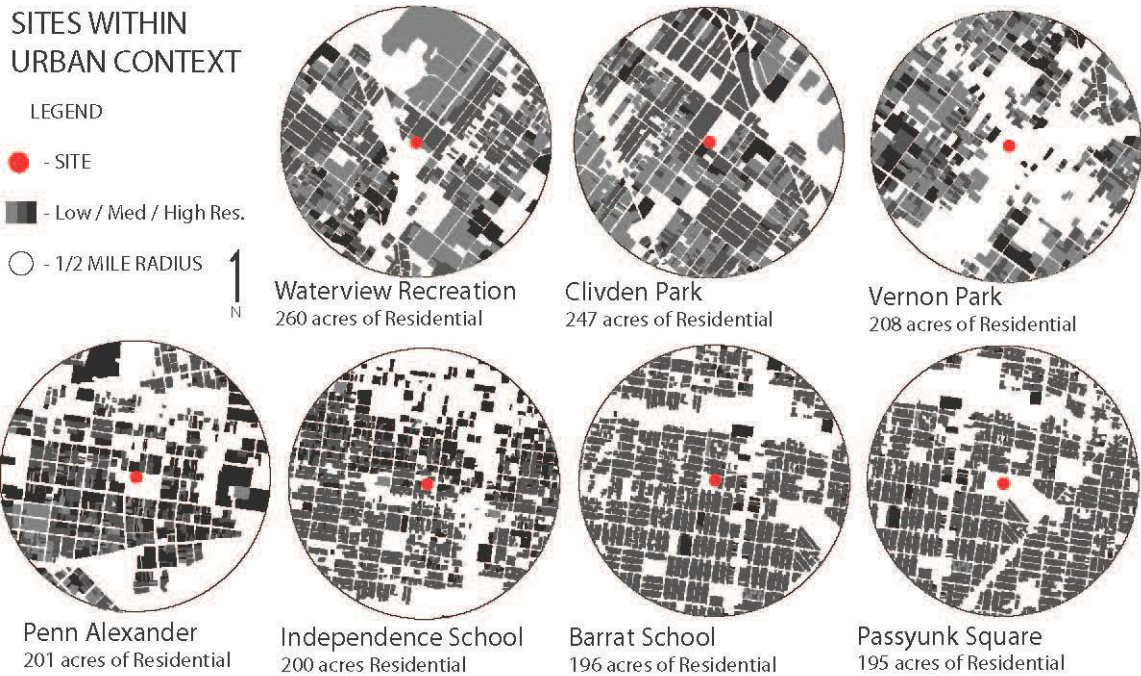 SITES WITHIN
URBAN CONTEXT
LEGEND
- SITE
- Low / Med / High Res.
- 1/2 MILE RADIUS
N
Waterview Recreation
260 acres of Residential
Clivden Park
247 acres of Residential
Vernon Park
208 acres of Residential
Penn Alexander
201 acres of Residential
Independence School
200 acres Residential
Barrat School
196 acres of Residential
Passyunk Square
195 acres of Residential